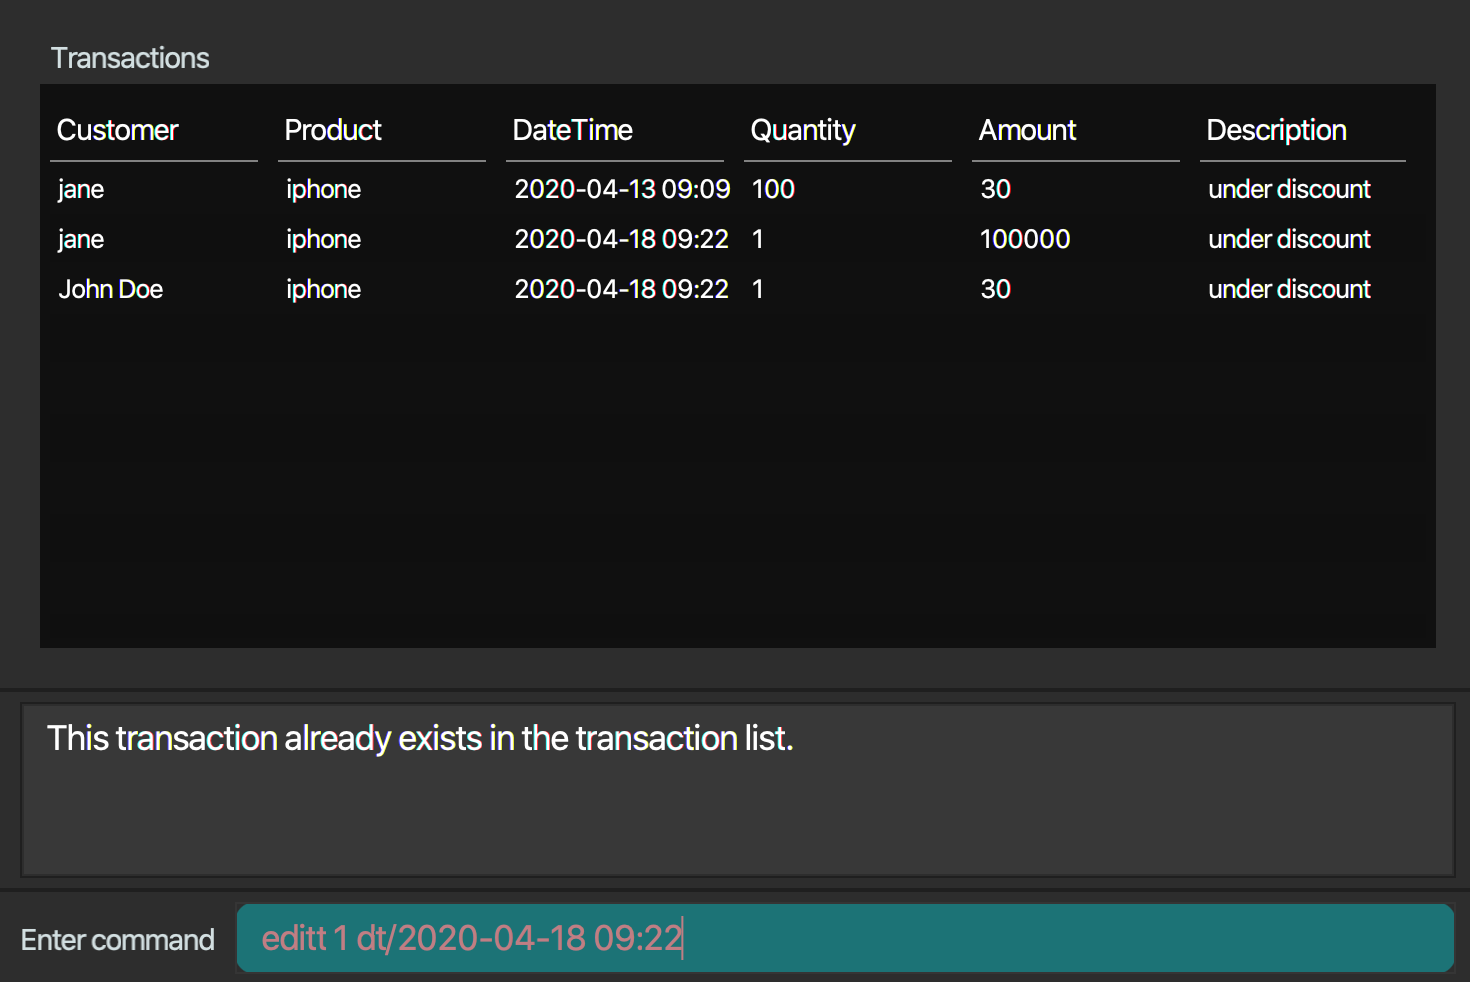 Transactions
Customer Product DateTime Quantity Amount Description
jane iphone 2020-04-13 09:09 100 30 under discount
jane iphone 2020-04-18 09:22 1 100000 under discount
John Doe iphone 2020-04-18 09:22 1 30 under discount
This transaction already exists in the transaction list.
Enter command editt 1 dt/2020-04-18 09:22